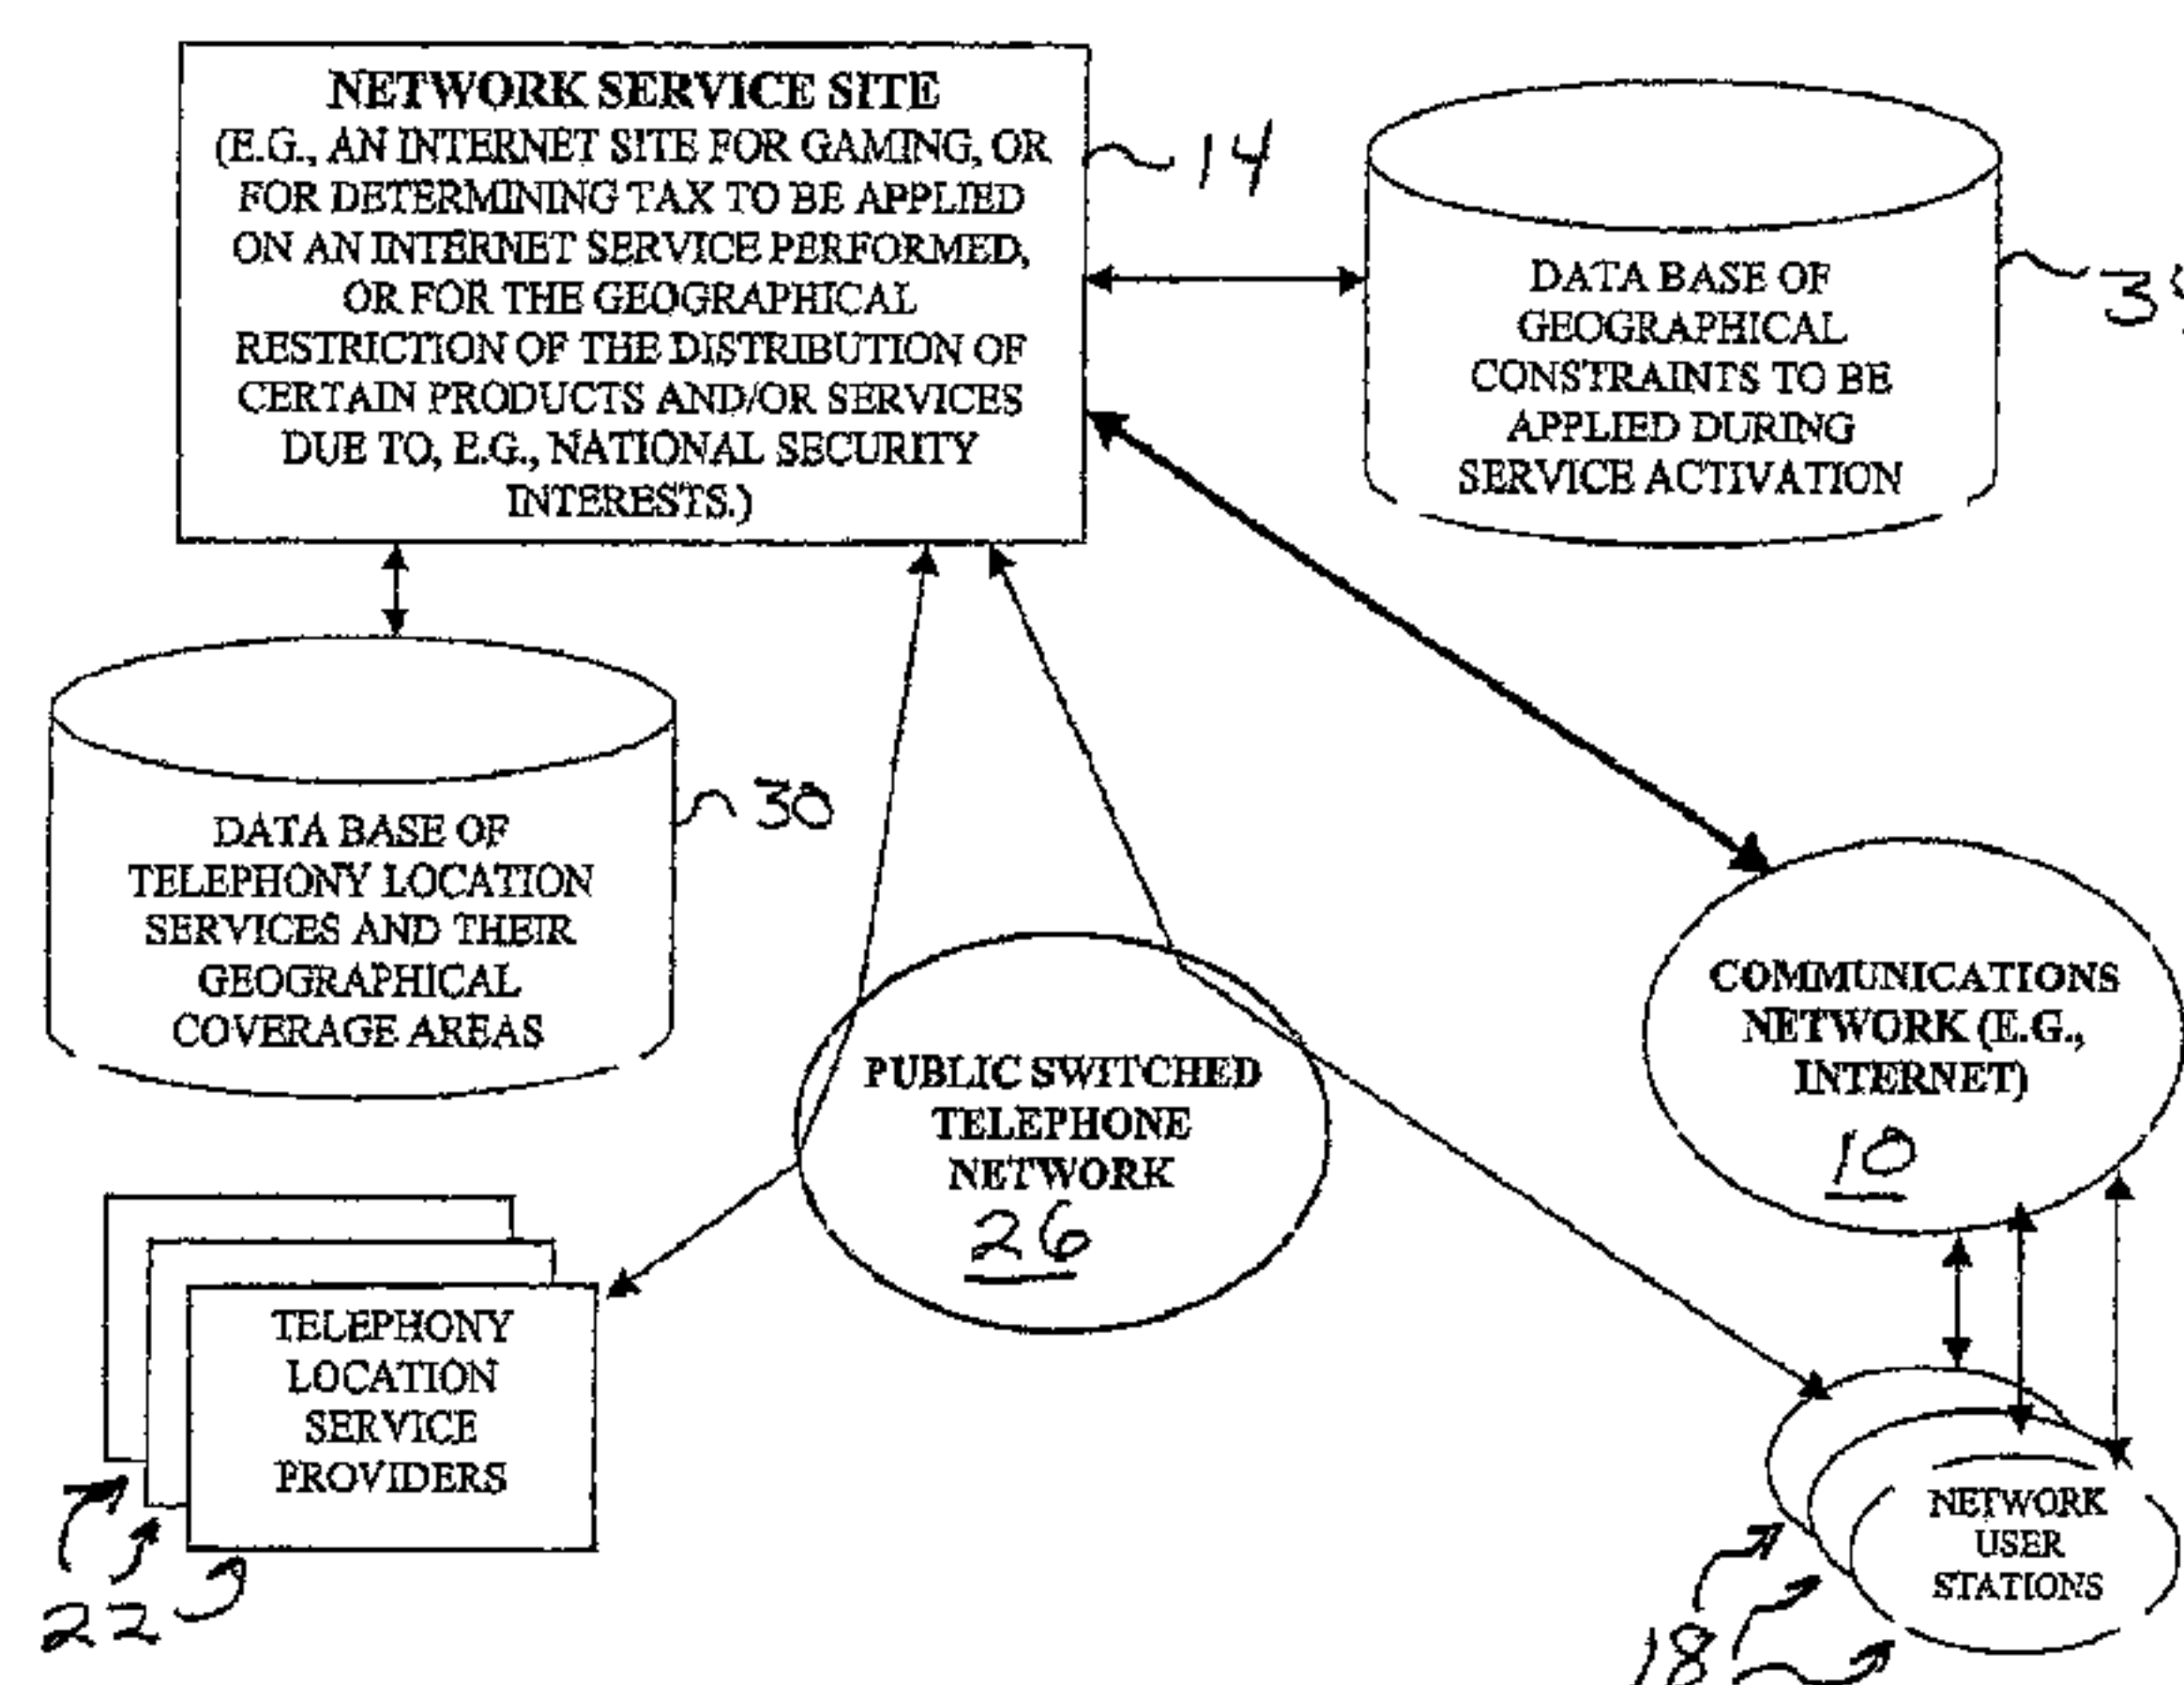 NETWORK SERVICE SITE
(E.G., AN INTERNET SITE FOR GAMING, OR
FOR DETERMINING TAX TO BE APPLIED
ON AN INTERNET SERVICE PERFORMED,
OR FOR THE GEOGRAPHICAL
RESTRICTION OF THE DISTRIBUTION OF
CERTAIN PRODUCTS AND/OR SERVICES
DUE TO, E.G., NATIONAL SECURITY
INTERESTS.)
14
DATA BASE OF
GEOGRAPHICAL
CONSTRAINTS TO BE
APPLIED DURING
SERVICE ACTIVATION
DATA BASE OF
TELEPHONY LOCATION
SERVICES AND THEIR
GEOGRAPHICAL
COVERAGE AREAS
30
PUBLIC SWITCHED
TELEPHONE
NETWORK
26
COMMUNICATIONS
NETWORK (E.G.,
INTERNET)
10
TELEPHONY
LOCATION
SERVICE
PROVIDERS
22
NETWORK
USER
STATIONS
18